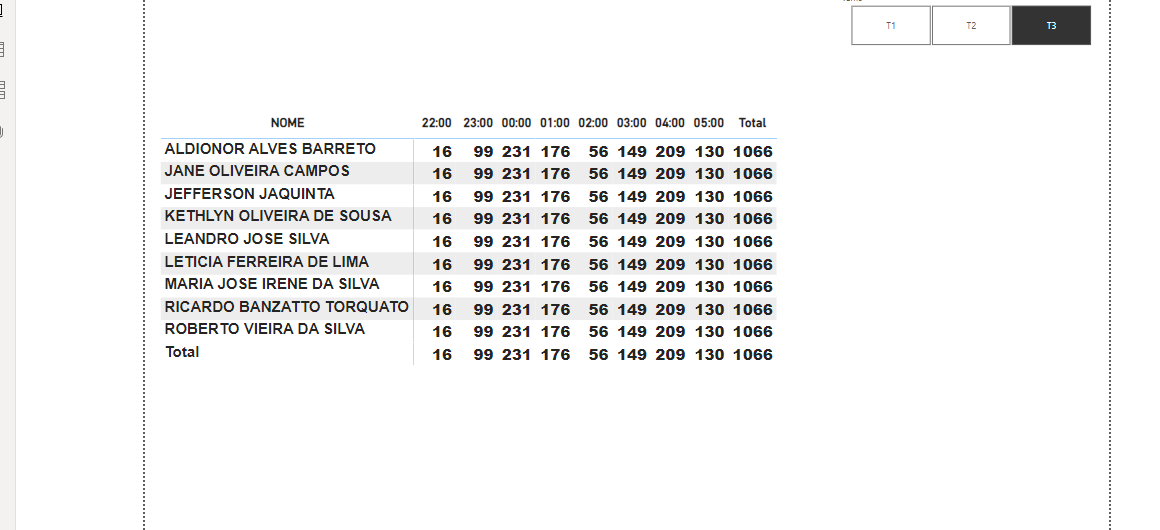 T1 T2 T3
NOME 22:00 23:00 00:00 01:00 02:00 03:00 04:00 05:00 Total
ALDIONOR ALVES BARRETO 16 99 231 176 56 149 209 130 1066
JANE OLIVEIRA CAMPOS 16 99 231 176 56 149 209 130 1066
JEFFERSON JAQUINTA 16 99 231 176 56 149 209 130 1066
KETHLYN OLIVEIRA DE SOUSA 16 99 231 176 56 149 209 130 1066
LEANDRO JOSE SILVA 16 99 231 176 56 149 209 130 1066
LETICIA FERREIRA DE LIMA 16 99 231 176 56 149 209 130 1066
MARIA JOSE IRENE DA SILVA 16 99 231 176 56 149 209 130 1066
RICARDO BANZATTO TORQUATO 16 99 231 176 56 149 209 130 1066
ROBERTO VIEIRA DA SILVA 16 99 231 176 56 149 209 130 1066
Total 16 99 231 176 56 149 209 130 1066